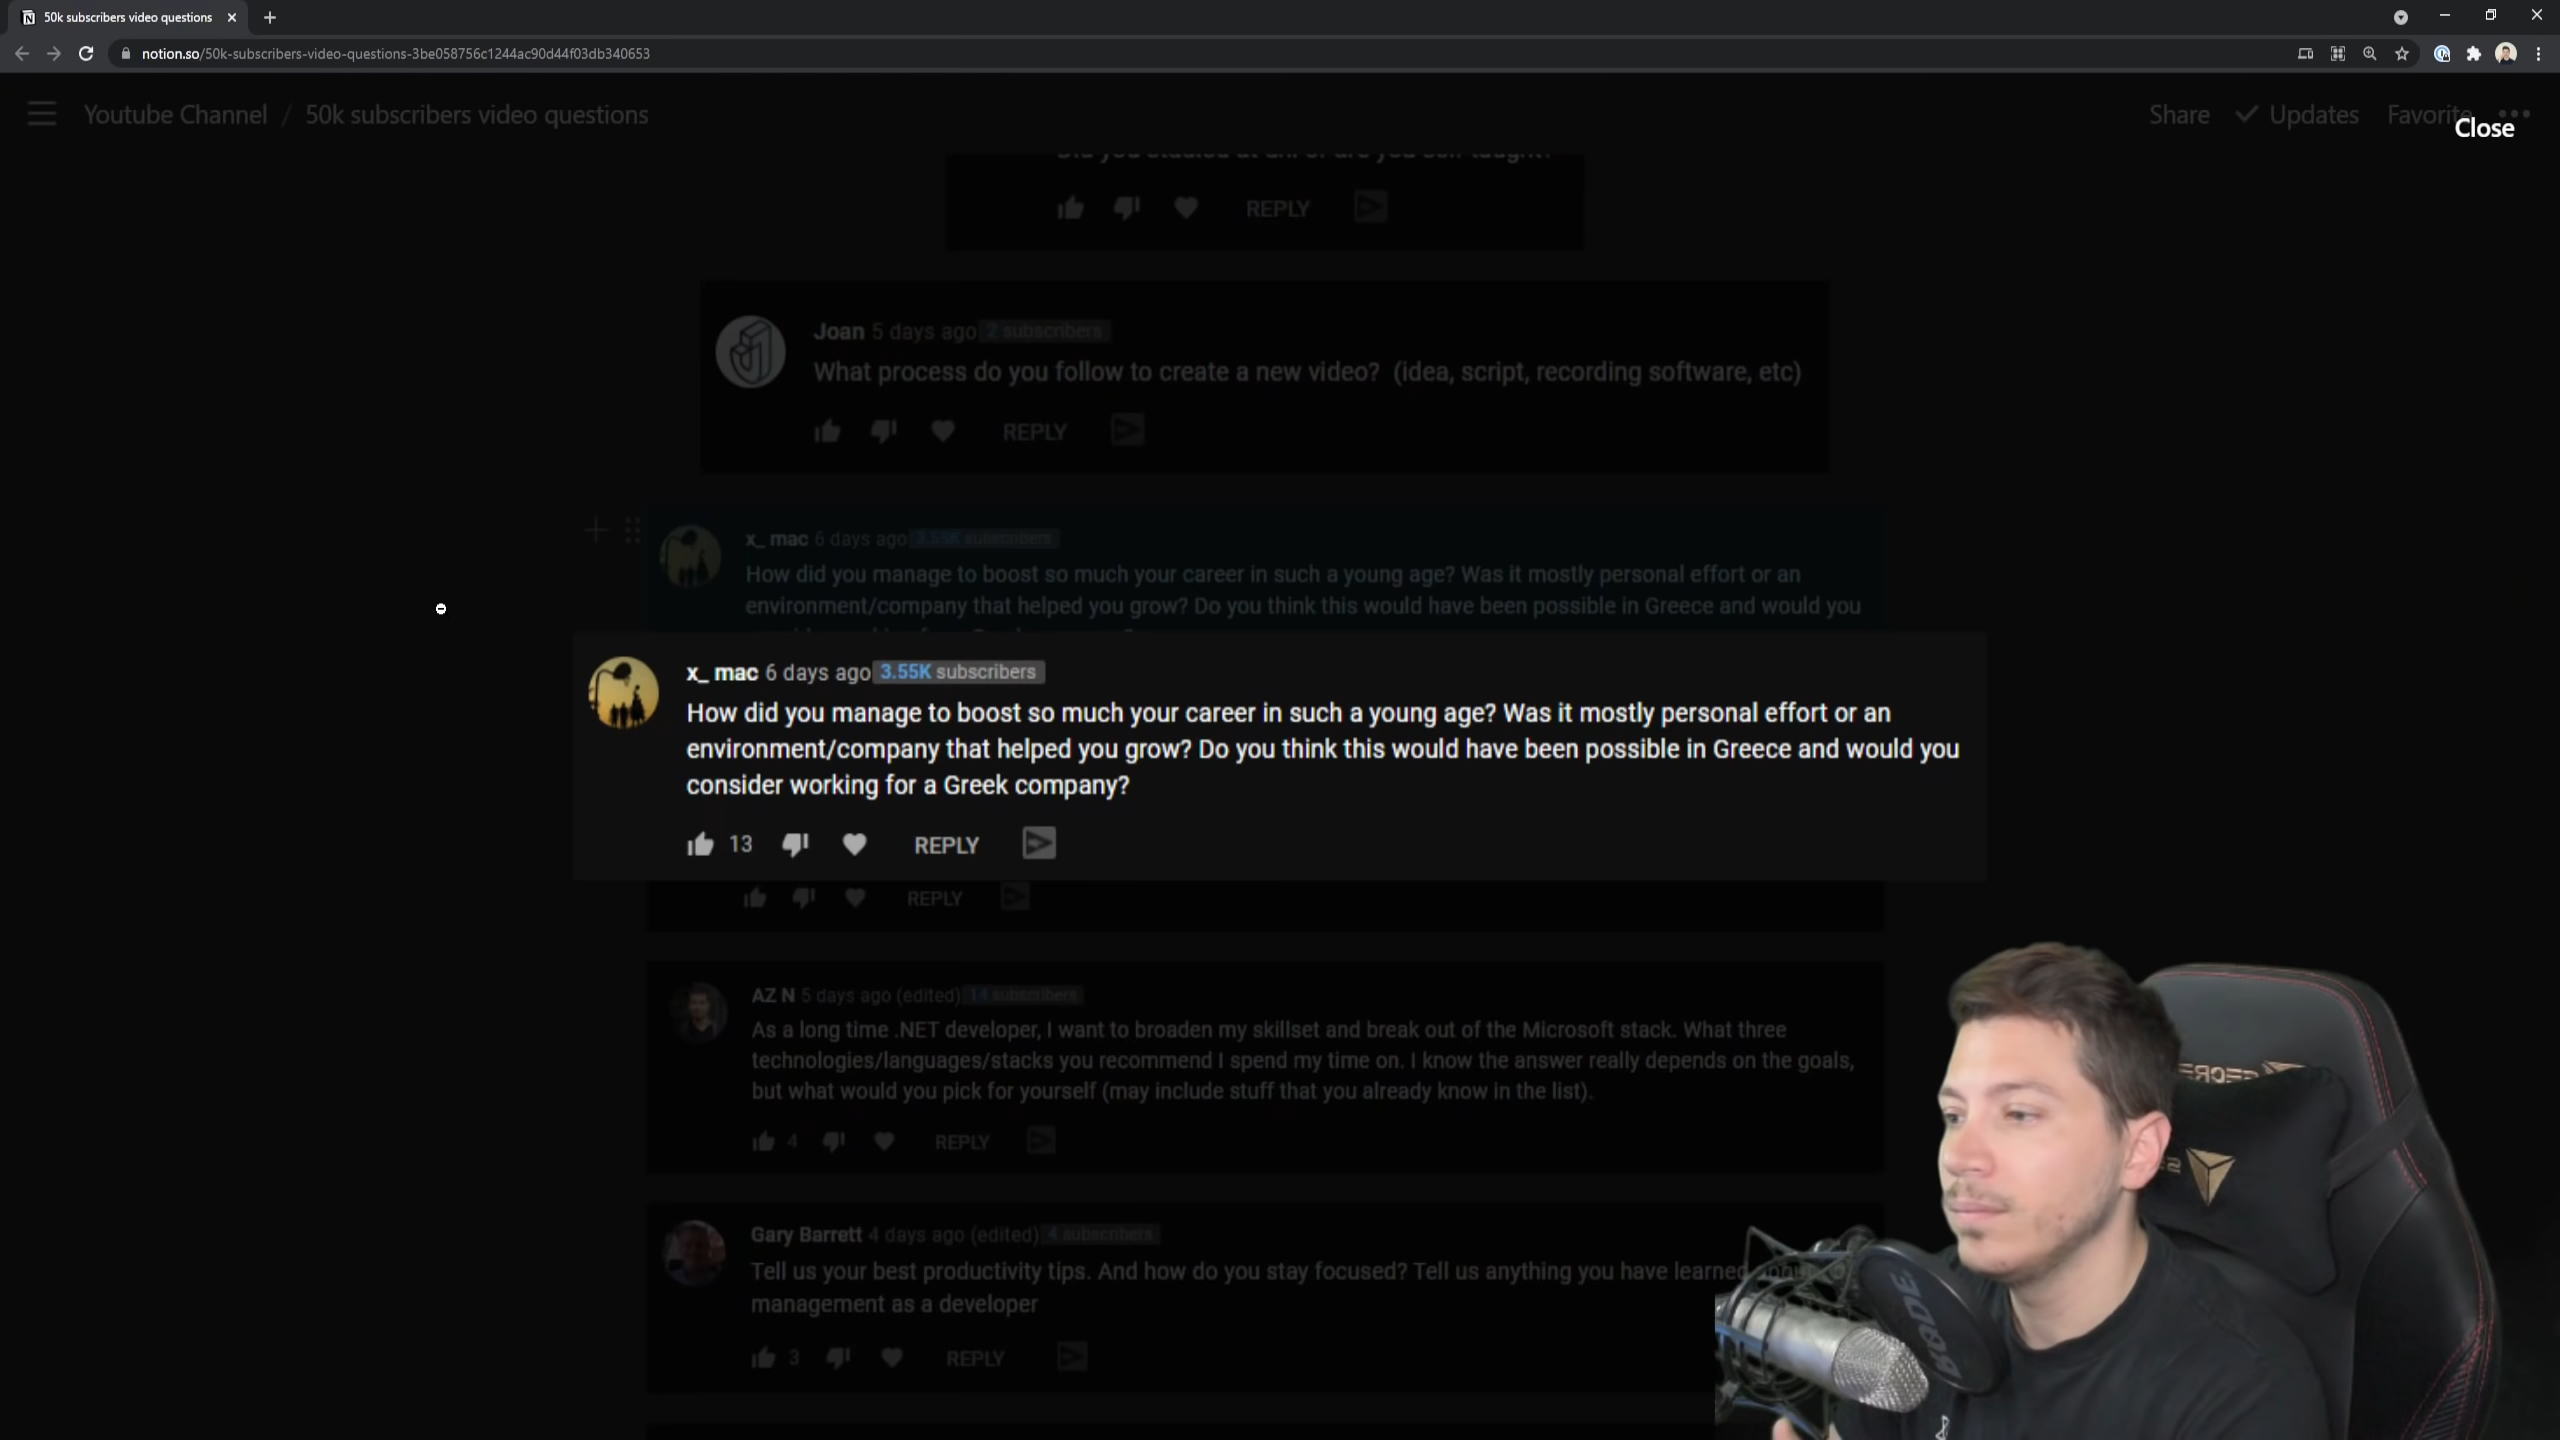 50k subscribers video questions
notion.so/50k-subscribers-video-questions-3be058756c1244ac90d44f03db340653
Youtube Channel / 50k subscribers video questions
Share Updates Favorite
Close
REPLY
Joan 5 days ago 2 subscribers
What process do you follow to create a new video? (idea, script, recording software, etc)
REPLY
x_ mac 6 days ago 3.55K subscribers
How did you manage to boost so much your career in such a young age? Was it mostly personal effort or an
environment/company that helped you grow? Do you think this would have been possible in Greece and would you
x_ mac 6 days ago 3.55K subscribers
How did you manage to boost so much your career in such a young age? Was it mostly personal effort or an
environment/company that helped you grow? Do you think this would have been possible in Greece and would you
consider working for a Greek company?
13 REPLY
REPLY
AZ N 5 days ago (edited) 14 subscribers
As a long time .NET developer, I want to broaden my skillset and break out of the Microsoft stack. What three
technologies/languages/stacks you recommend I spend my time on. I know the answer really depends on the goals,
but what would you pick for yourself (may include stuff that you already know in the list).
4 REPLY
Gary Barrett 4 days ago (edited) 4 subscribers
Tell us your best productivity tips. And how do you stay focused? Tell us anything you have learned
management as a developer
3 REPLY
RODE